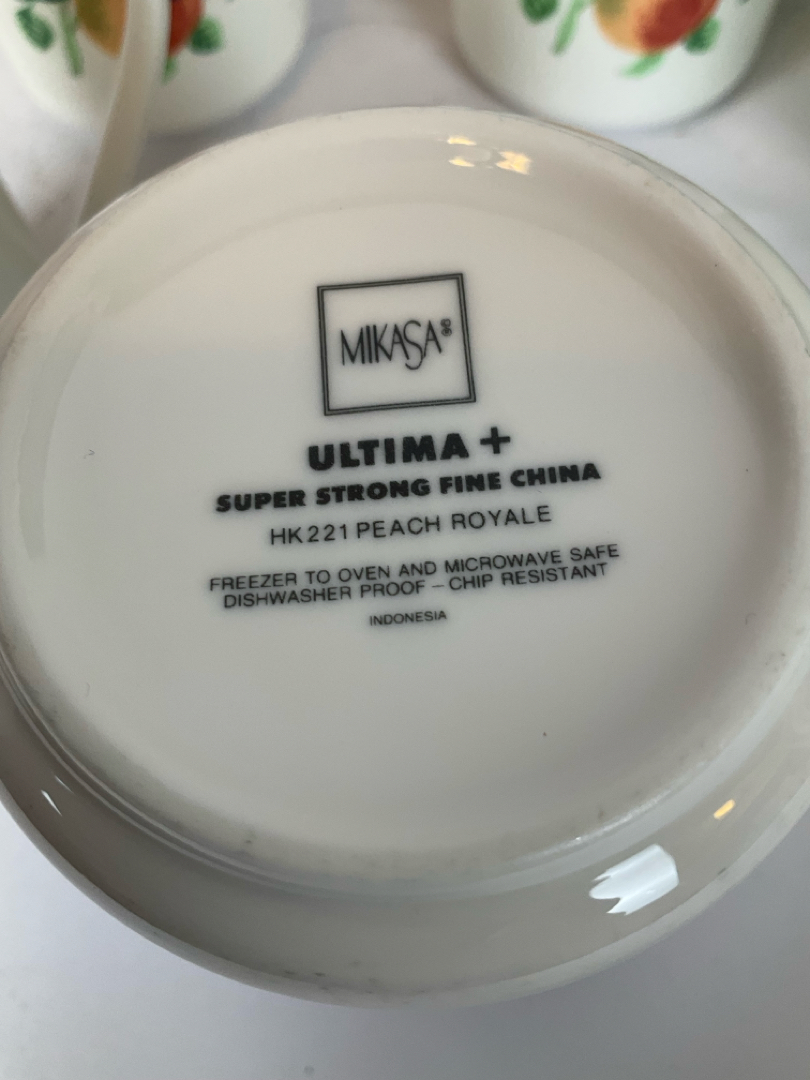 MIKASA®
ULTIMA +
SUPER STRONG FINE CHINA
HK221 PEACH ROYALE
FREEZER TO OVEN AND MICROWAVE SAFE
DISHWASHER PROOF – CHIP RESISTANT
INDONESIA